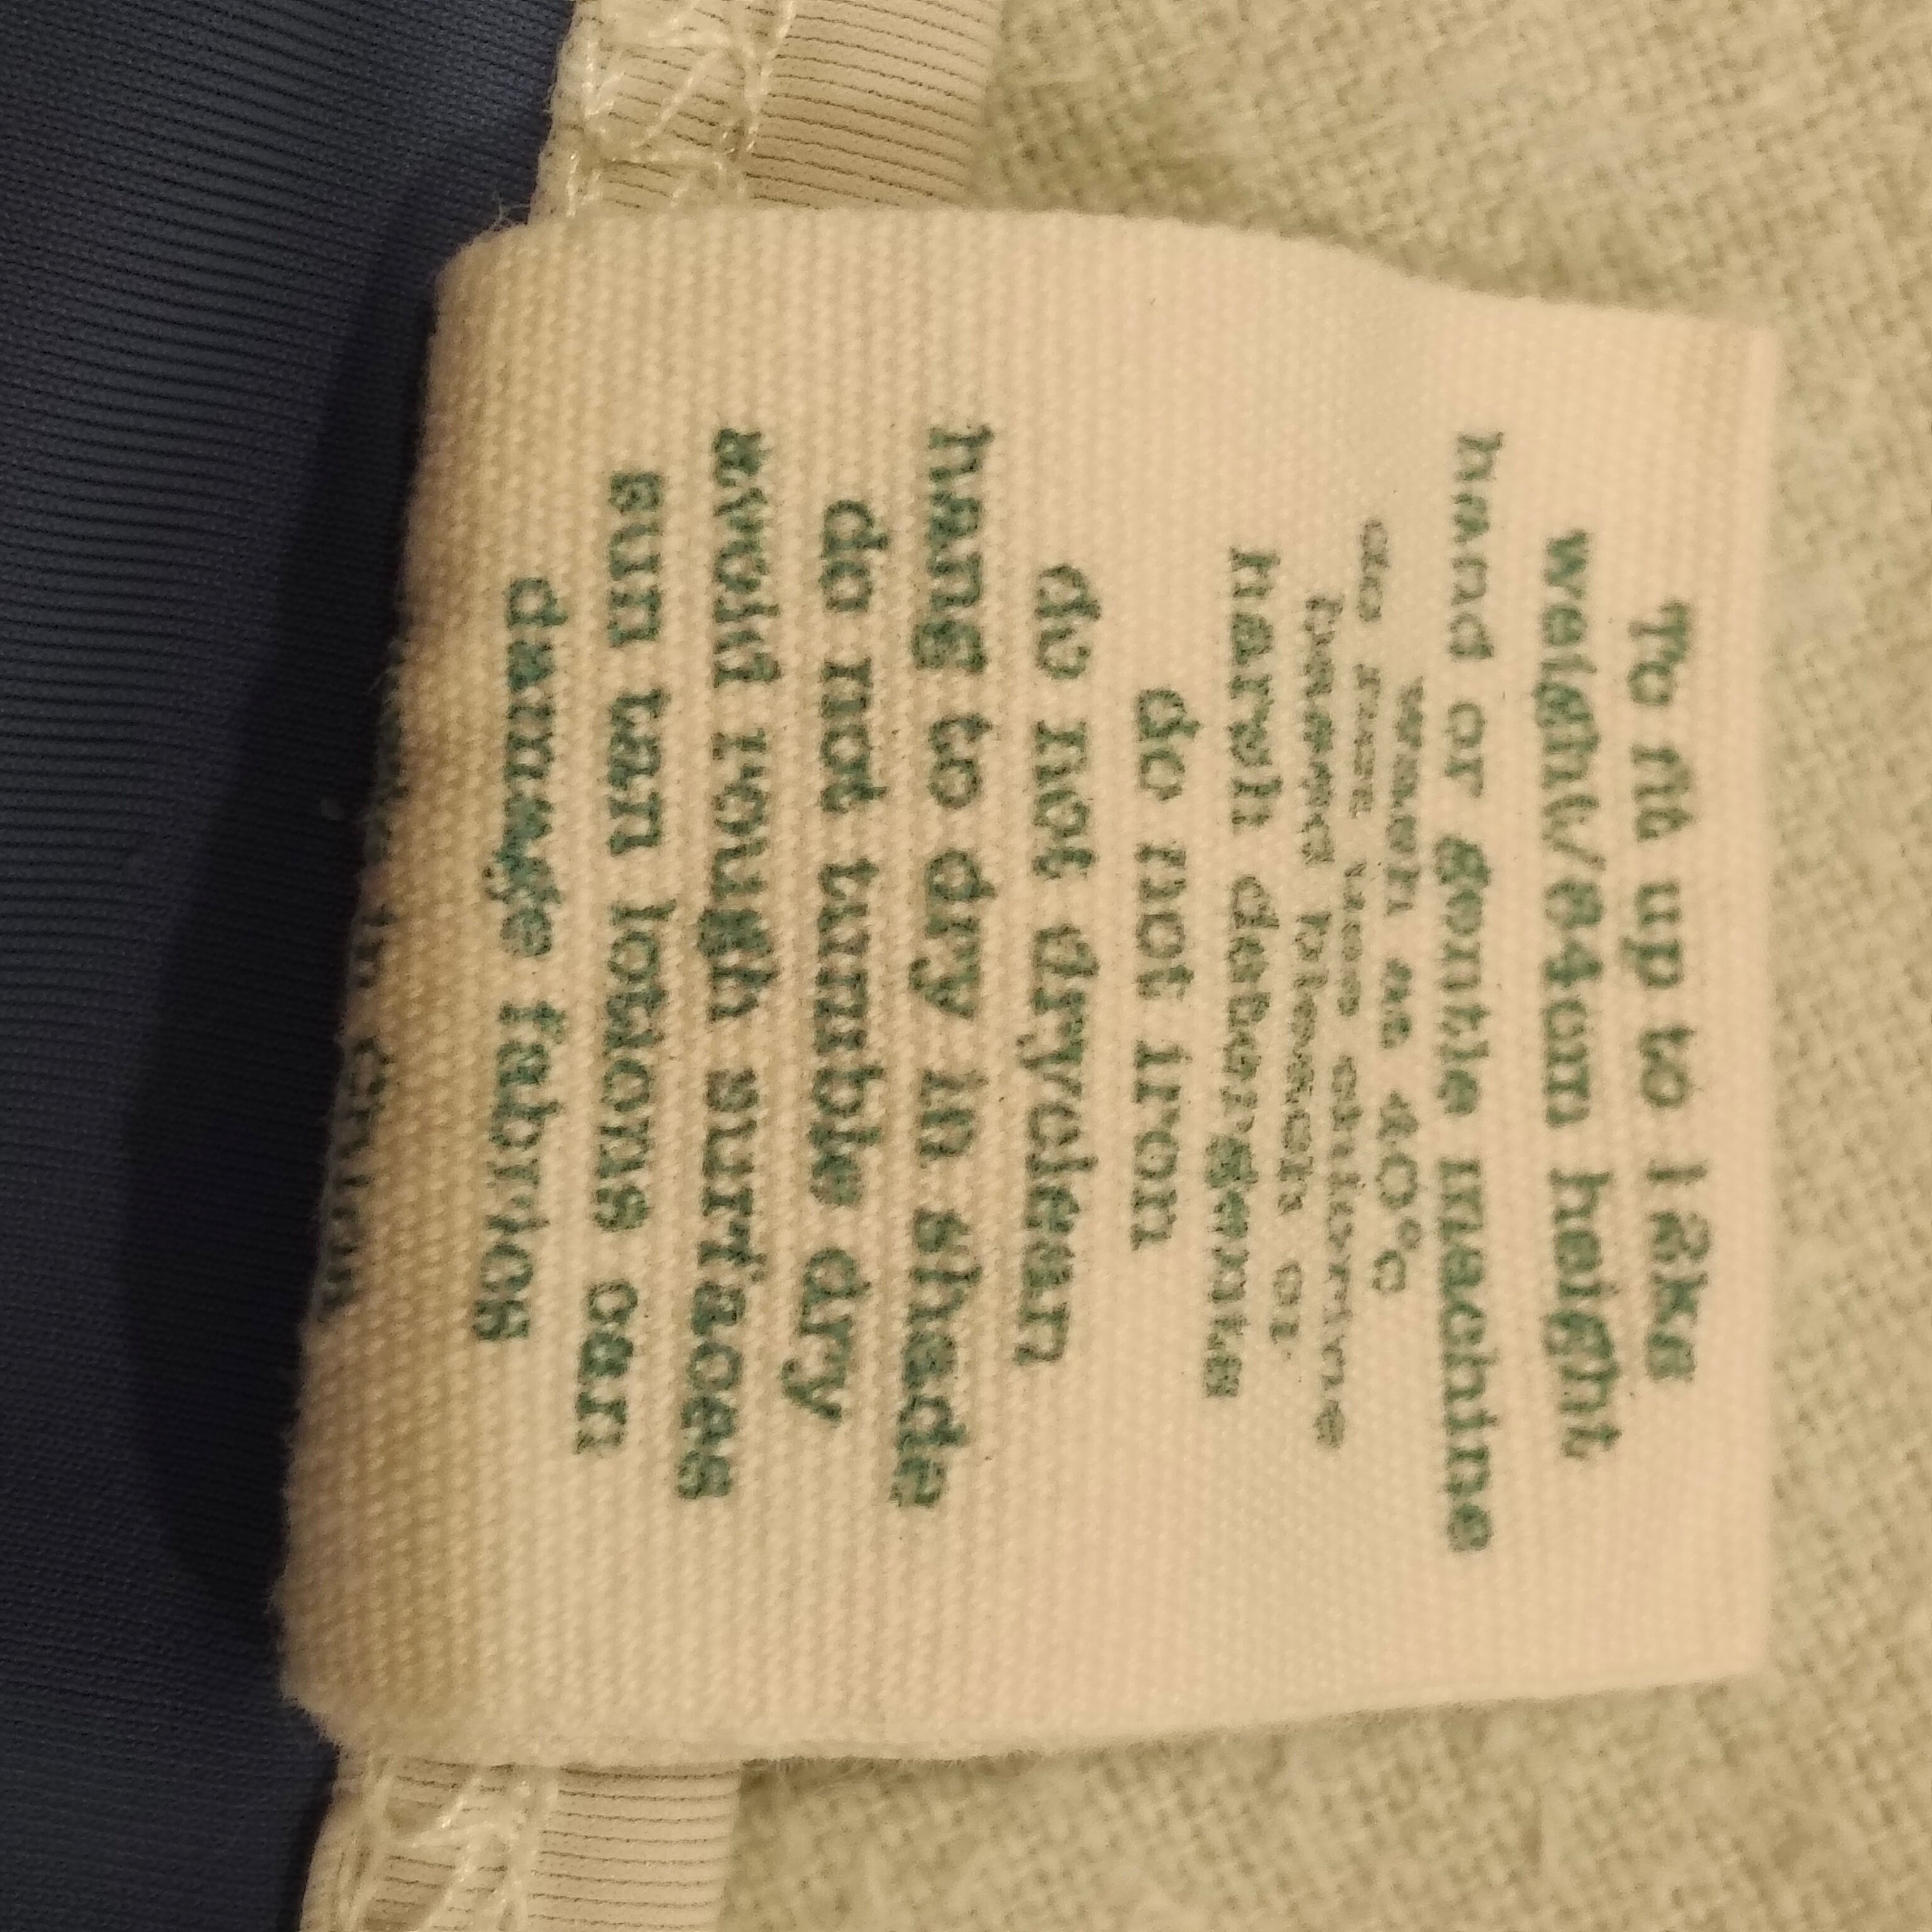 To fit up to 12kg
weight/84cm height
hand or gentle machine
wash at 40°c
do not use chlorine
based bleach or
harsh detergents
do not iron
do not dryclean
hang to dry in shade
do not tumble dry
avoid rough surfaces
sun tan lotions can
damage fabrics
in China